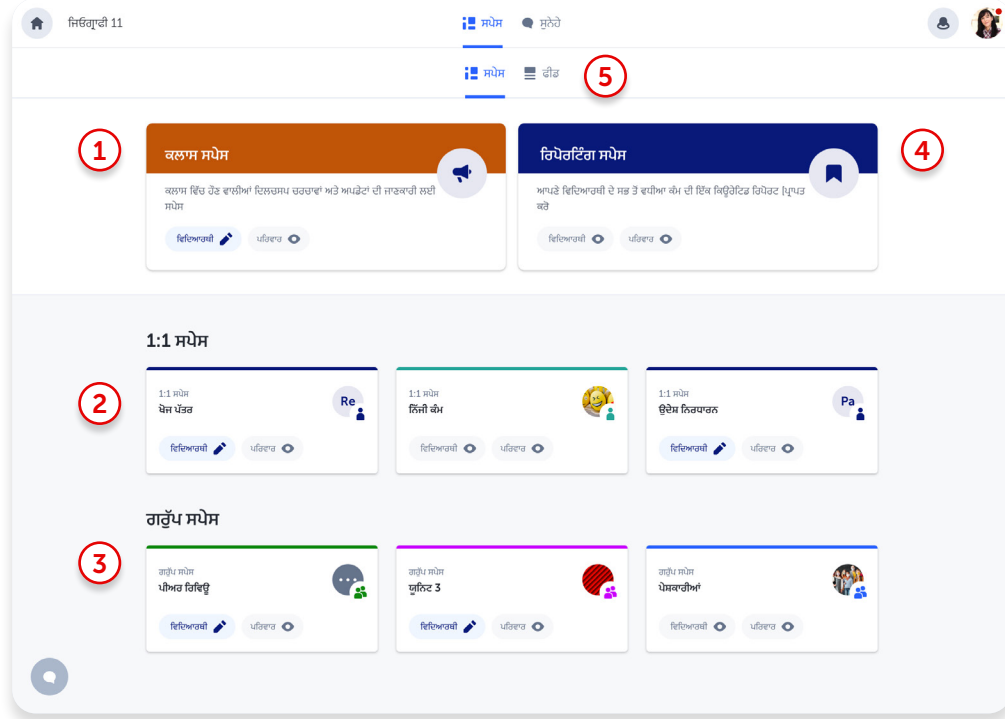 ਜਿਓਗ੍ਰਾਫੀ 11
ਸਪੇਸ ਸੁਨੇਹੇ
ਸਪੇਸ ਫੀਡ 5
1 4
ਕਲਾਸ ਸਪੇਸ ਰਿਪੋਰਟਿੰਗ ਸਪੇਸ
ਕਲਾਸ ਵਿੱਚ ਹੋਣ ਵਾਲੀਆਂ ਦਿਲਚਸਪ ਚਰਚਾਵਾਂ ਅਤੇ ਅਪਡੇਟਾਂ ਦੀ ਜਾਣਕਾਰੀ ਲਈ
ਸਪੇਸ
ਵਿਦਿਆਰਥੀ ਪਰਿਵਾਰ
ਆਪਣੇ ਵਿਦਿਆਰਥੀ ਦੇ ਸਭ ਤੋਂ ਵਧੀਆ ਕੰਮ ਦੀ ਇੱਕ ਕਿਉਰੇਟਿਡ ਰਿਪੋਰਟ [ਪ੍ਰਾਪਤ
ਕਰੋ
ਵਿਦਿਆਰਥੀ ਪਰਿਵਾਰ
1:1 ਸਪੇਸ
2
1:1 ਸਪੇਸ
ਖੋਜ ਪੱਤਰ
Re
ਵਿਦਿਆਰਥੀ ਪਰਿਵਾਰ
1:1 ਸਪੇਸ
ਨਿੱਜੀ ਕੰਮ
ਵਿਦਿਆਰਥੀ ਪਰਿਵਾਰ
1:1 ਸਪੇਸ
ਉਦੇਸ਼ ਨਿਰਧਾਰਨ
Pa
ਵਿਦਿਆਰਥੀ ਪਰਿਵਾਰ
ਗਰੁੱਪ ਸਪੇਸ
3
ਗਰੁੱਪ ਸਪੇਸ
ਪੀਅਰ ਰਿਵਿਊ
ਵਿਦਿਆਰਥੀ ਪਰਿਵਾਰ
ਗਰੁੱਪ ਸਪੇਸ
ਯੂਨਿਟ 3
ਵਿਦਿਆਰਥੀ ਪਰਿਵਾਰ
ਗਰੁੱਪ ਸਪੇਸ
ਪੇਸ਼ਕਾਰੀਆਂ
ਵਿਦਿਆਰਥੀ ਪਰਿਵਾਰ